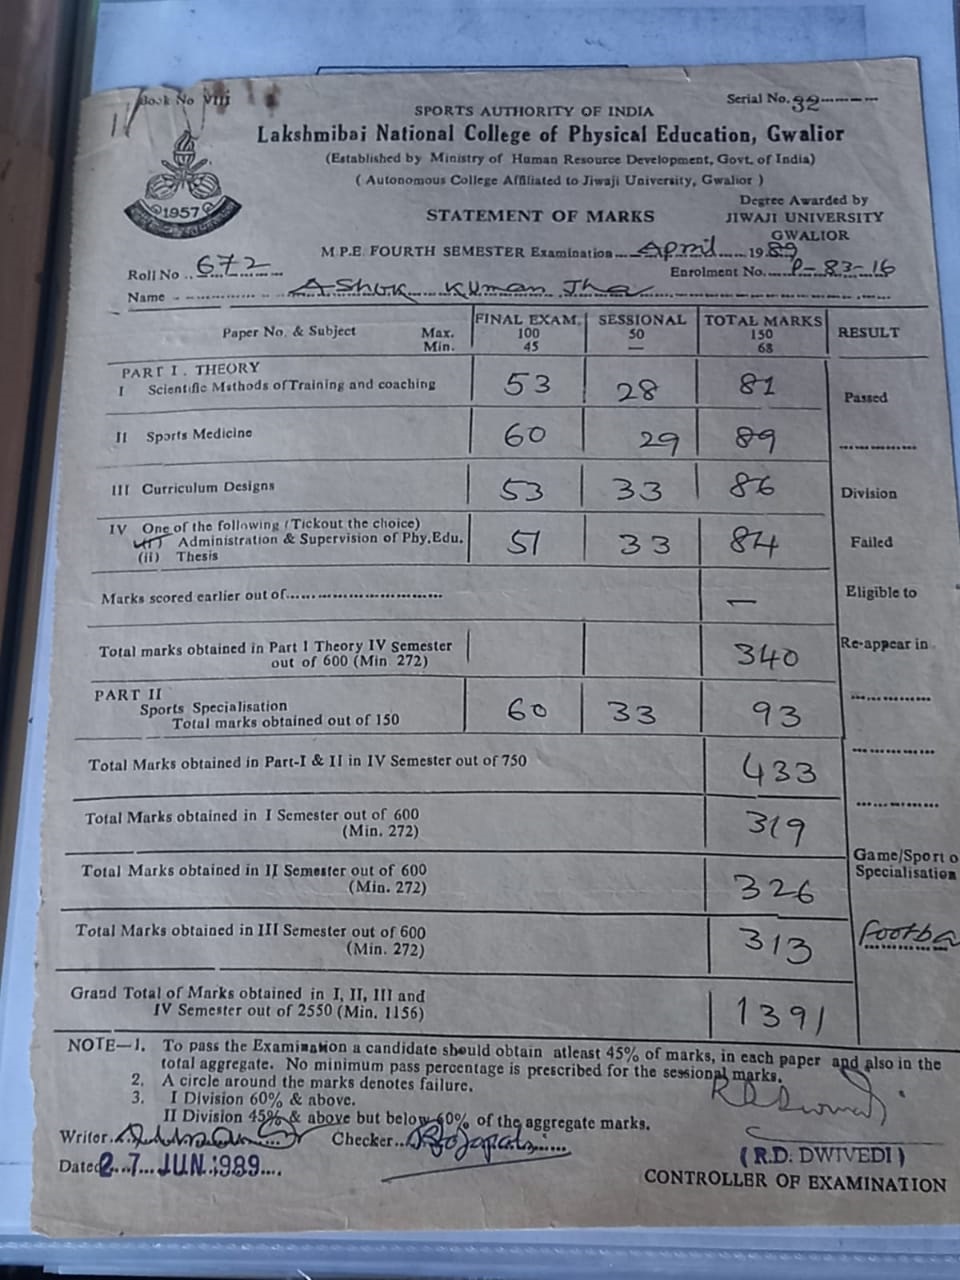 Book No VIII
Serial No. 32
SPORTS AUTHORITY OF INDIA
Lakshmibai National College of Physical Education, Gwalior
(Established by Ministry of Human Resource Development, Govt. of India)
( Autonomous College Affiliated to Jiwaji University, Gwalior )
1957
Degree Awarded by
STATEMENT OF MARKS JIWAJI UNIVERSITY
GWALIOR
M.P.E. FOURTH SEMESTER Examination April 1989
Roll No 672 Enrolment No. P-83-16
Name Ashok Kumar Jha
Paper No. & Subject Max. Min. FINAL EXAM. 100 45 SESSIONAL 50 — TOTAL MARKS 150 68 RESULT
PART I. THEORY
I Scientific Msthods of Training and coaching 53 28 81 Passed
II Sports Medicine 60 29 89
III Curriculum Designs 53 33 86 Division
IV One of the following (Tickout the choice)
(i) Administration & Supervision of Phy.Edu. 51 33 84 Failed
(ii) Thesis
Marks scored earlier out of — Eligible to
Total marks obtained in Part I Theory IV Semester Re-appear in
out of 600 (Min. 272) 340
PART II
Sports Specialisation
Total marks obtained out of 150 60 33 93
Total Marks obtained in Part-I & II in IV Semester out of 750 433
Total Marks obtained in I Semester out of 600
(Min. 272) 319
Game/Sport o
Total Marks obtained in II Semester out of 600 Specialisation
(Min. 272) 326
Total Marks obtained in III Semester out of 600 Footba
(Min. 272) 313
Grand Total of Marks obtained in I, II, III and
IV Semester out of 2550 (Min. 1156) 1391
NOTE—1. To pass the Examination a candidate should obtain atleast 45% of marks, in each paper and also in the
total aggregate. No minimum pass percentage is prescribed for the sessional marks.
2. A circle around the marks denotes failure.
3. I Division 60% & above.
II Division 45% & above but below 60% of the aggregate marks.
Writer Checker
(R.D. DWIVEDI)
Dated 27 JUN 1989
CONTROLLER OF EXAMINATION